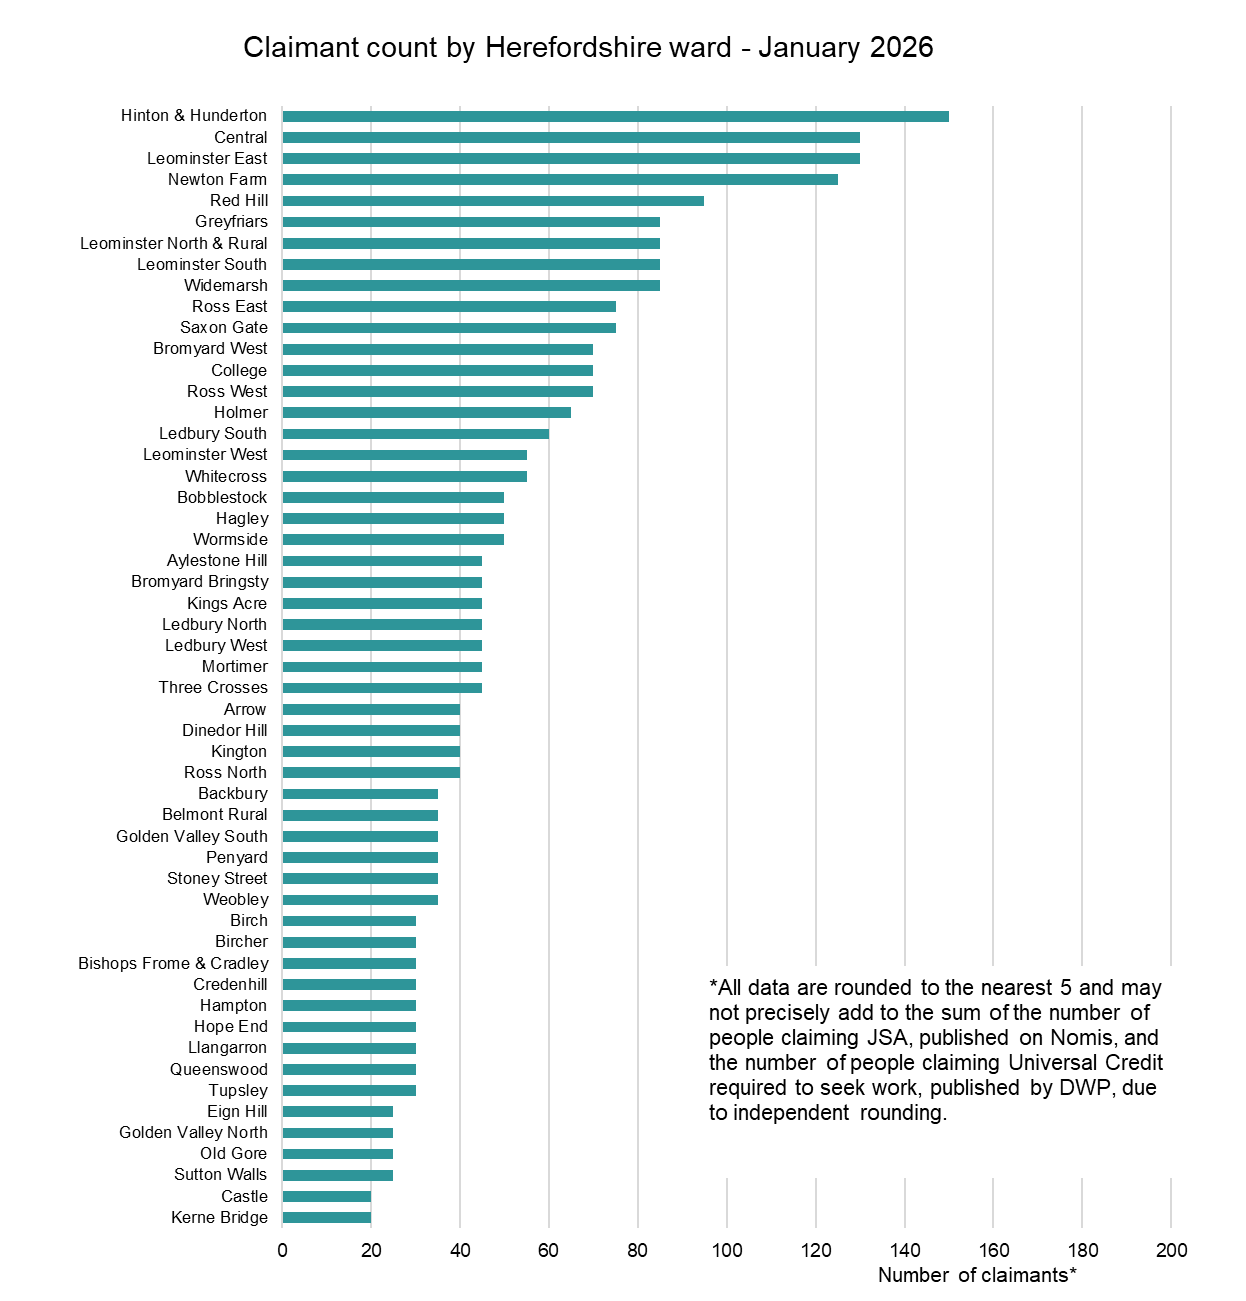 Claimant count by Herefordshire ward - January 2026
Hinton & Hunderton
Central
Leominster East
Newton Farm
Red Hill
Greyfriars
Leominster North & Rural
Leominster South
Widemarsh
Ross East
Saxon Gate
Bromyard West
College
Ross West
Holmer
Ledbury South
Leominster West
Whitecross
Bobblestock
Hagley
Wormside
Aylestone Hill
Bromyard Bringsty
Kings Acre
Ledbury North
Ledbury West
Mortimer
Three Crosses
Arrow
Dinedor Hill
Kington
Ross North
Backbury
Belmont Rural
Golden Valley South
Penyard
Stoney Street
Weobley
Birch
Bircher
Bishops Frome & Cradley
Credenhill
Hampton
Hope End
Llangarron
Queenswood
Tupsley
Eign Hill
Golden Valley North
Old Gore
Sutton Walls
Castle
Kerne Bridge
*All data are rounded to the nearest 5 and may
not precisely add to the sum of the number of
people claiming JSA, published on Nomis, and
the number of people claiming Universal Credit
required to seek work, published by DWP, due
to independent rounding.
0 20 40 60 80 100 120 140 160 180 200
Number of claimants*